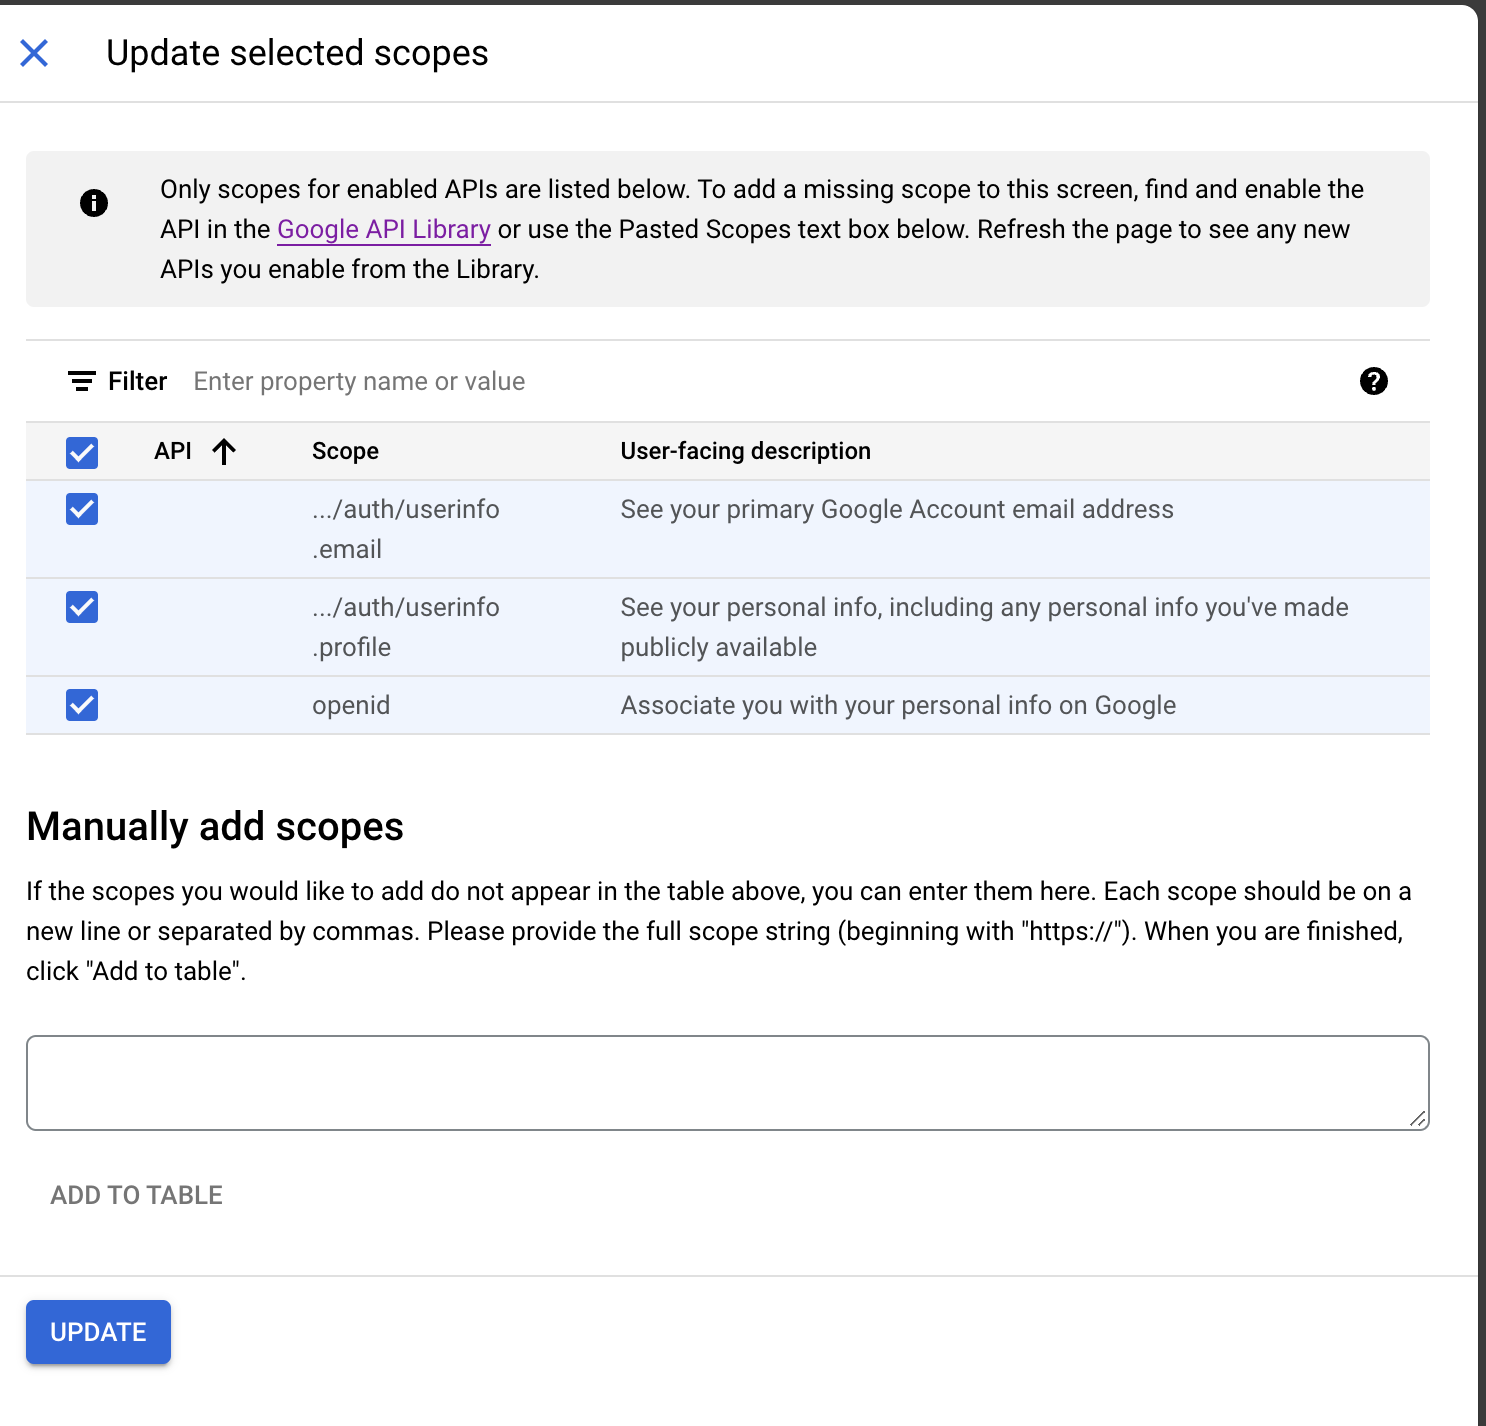 Update selected scopes
Only scopes for enabled APIs are listed below. To add a missing scope to this screen, find and enable the
API in the Google API Library or use the Pasted Scopes text box below. Refresh the page to see any new
APIs you enable from the Library.
Filter Enter property name or value
API Scope User-facing description
.../auth/userinfo See your primary Google Account email address
.email
.../auth/userinfo See your personal info, including any personal info you've made
.profile publicly available
openid Associate you with your personal info on Google
Manually add scopes
If the scopes you would like to add do not appear in the table above, you can enter them here. Each scope should be on a
new line or separated by commas. Please provide the full scope string (beginning with "https://"). When you are finished,
click "Add to table".
ADD TO TABLE
UPDATE